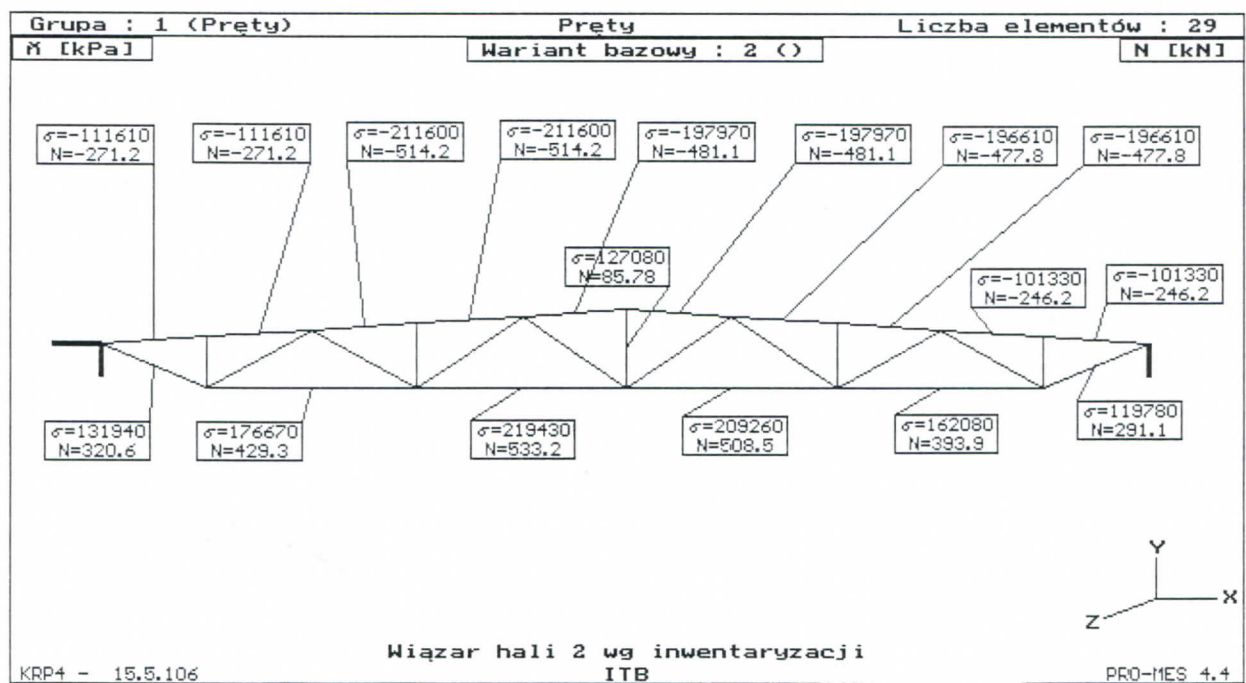 Grupa : 1 (Pręty) Pręty Liczba elementów : 29
Ϭ [kPa] Wariant bazowy : 2 () N [kN]
σ=-111610
N=-271.2
σ=-111610
N=-271.2
σ=-211600
N=-514.2
σ=-211600
N=-514.2
σ=-197970
N=-481.1
σ=-197970
N=-481.1
σ=-196610
N=-477.8
σ=-196610
N=-477.8
σ=127080
N=85.78
σ=-101330
N=-246.2
σ=-101330
N=-246.2
σ=131940
N=320.6
σ=176670
N=429.3
σ=219430
N=533.2
σ=209260
N=508.5
σ=162080
N=393.9
σ=119780
N=291.1
Y
X
Z
Wiązar hali 2 wg inwentaryzacji
KRP4 - 15.5.106 ITB PRO-MES 4.4